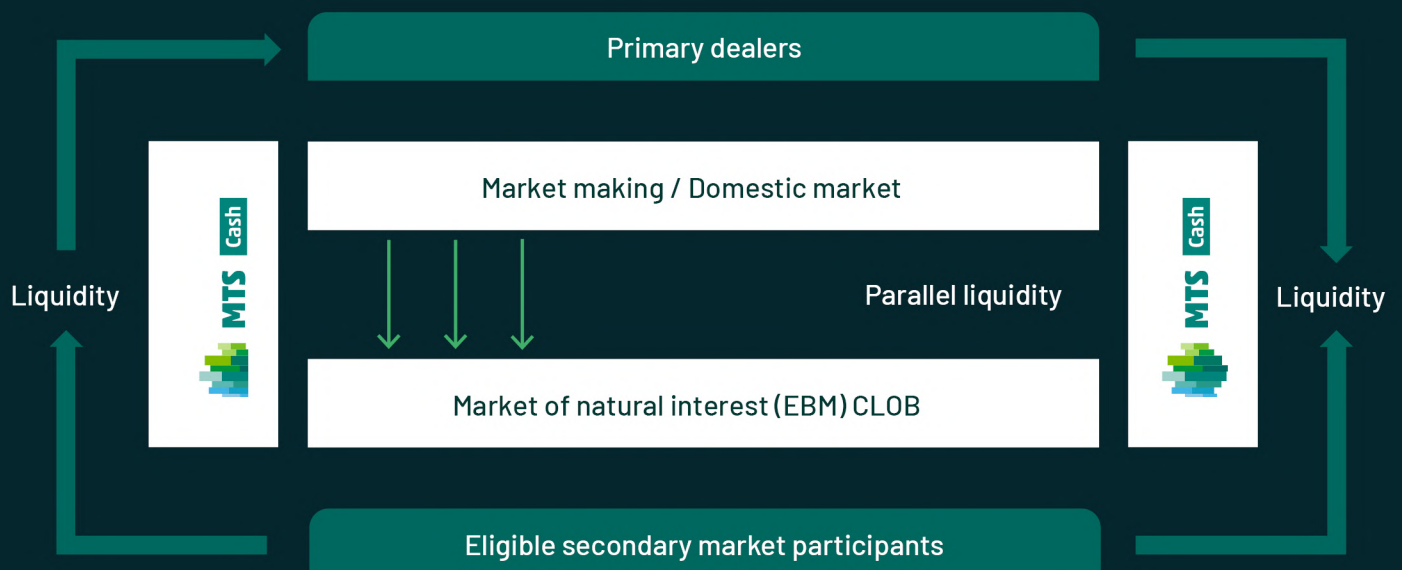 Primary dealers
Market making / Domestic market
MTS Cash
Liquidity
Parallel liquidity
MTS Cash
Liquidity
Market of natural interest (EBM) CLOB
Eligible secondary market participants